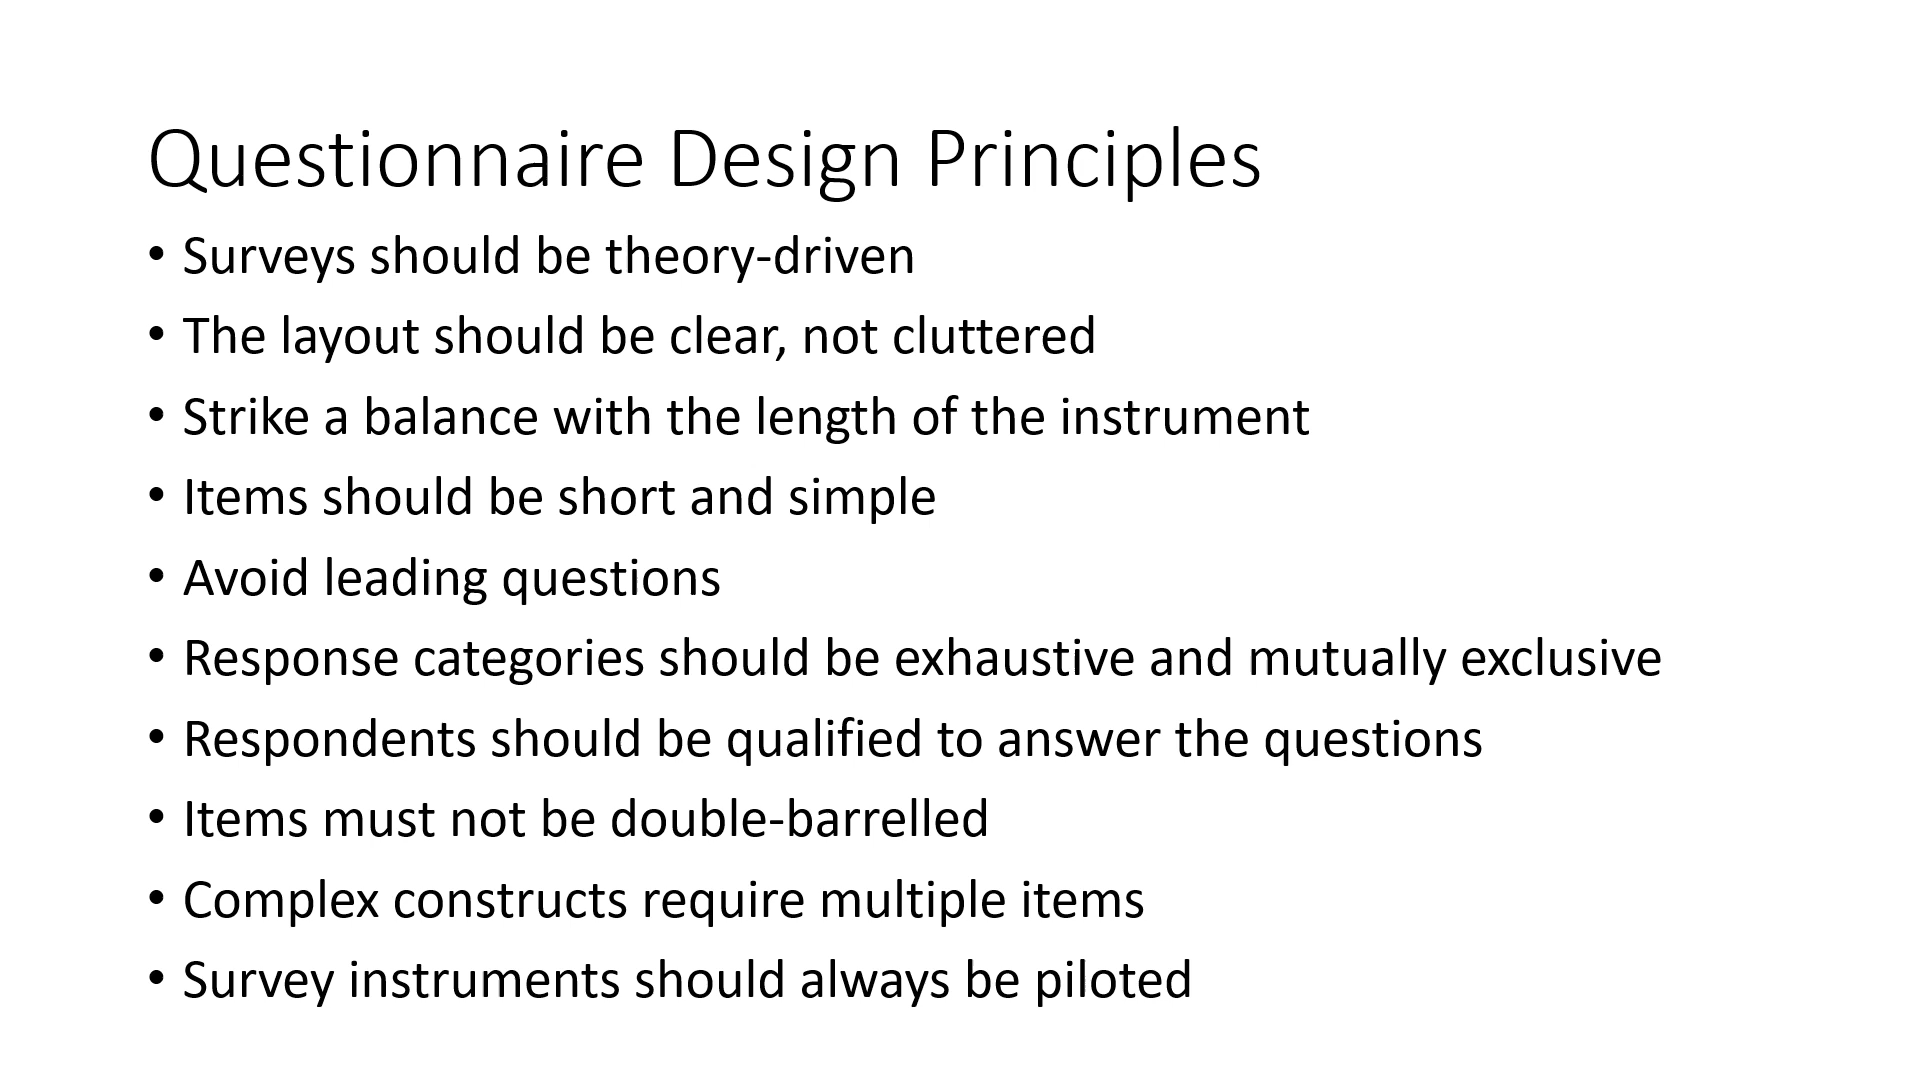 Questionnaire Design Principles
• Surveys should be theory-driven
• The layout should be clear, not cluttered
• Strike a balance with the length of the instrument
• Items should be short and simple
• Avoid leading questions
• Response categories should be exhaustive and mutually exclusive
• Respondents should be qualified to answer the questions
• Items must not be double-barrelled
• Complex constructs require multiple items
• Survey instruments should always be piloted